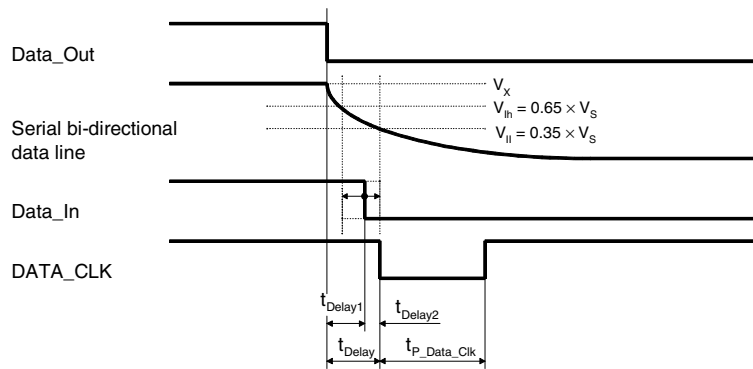 Data_Out
V_X
V_Ih = 0.65 × V_S
Serial bi-directional
data line
V_Il = 0.35 × V_S
Data_In
DATA_CLK
t_Delay1
t_Delay2
t_Delay
t_P_Data_Clk